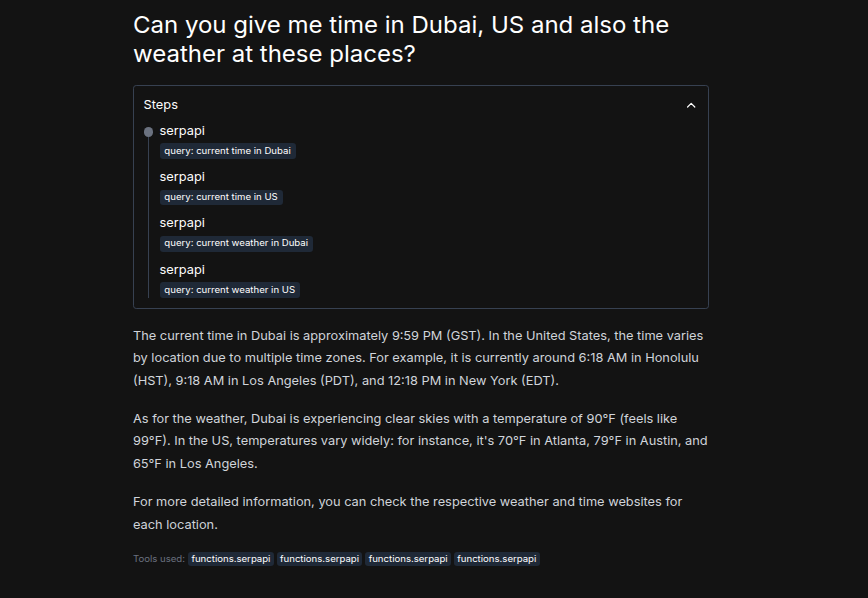 Can you give me time in Dubai, US and also the
weather at these places?
Steps
serpapi
query: current time in Dubai
serpapi
query: current time in US
serpapi
query: current weather in Dubai
serpapi
query: current weather in US
The current time in Dubai is approximately 9:59 PM (GST). In the United States, the time varies
by location due to multiple time zones. For example, it is currently around 6:18 AM in Honolulu
(HST), 9:18 AM in Los Angeles (PDT), and 12:18 PM in New York (EDT).
As for the weather, Dubai is experiencing clear skies with a temperature of 90°F (feels like
99°F). In the US, temperatures vary widely: for instance, it's 70°F in Atlanta, 79°F in Austin, and
65°F in Los Angeles.
For more detailed information, you can check the respective weather and time websites for
each location.
Tools used: functions.serpapi functions.serpapi functions.serpapi functions.serpapi